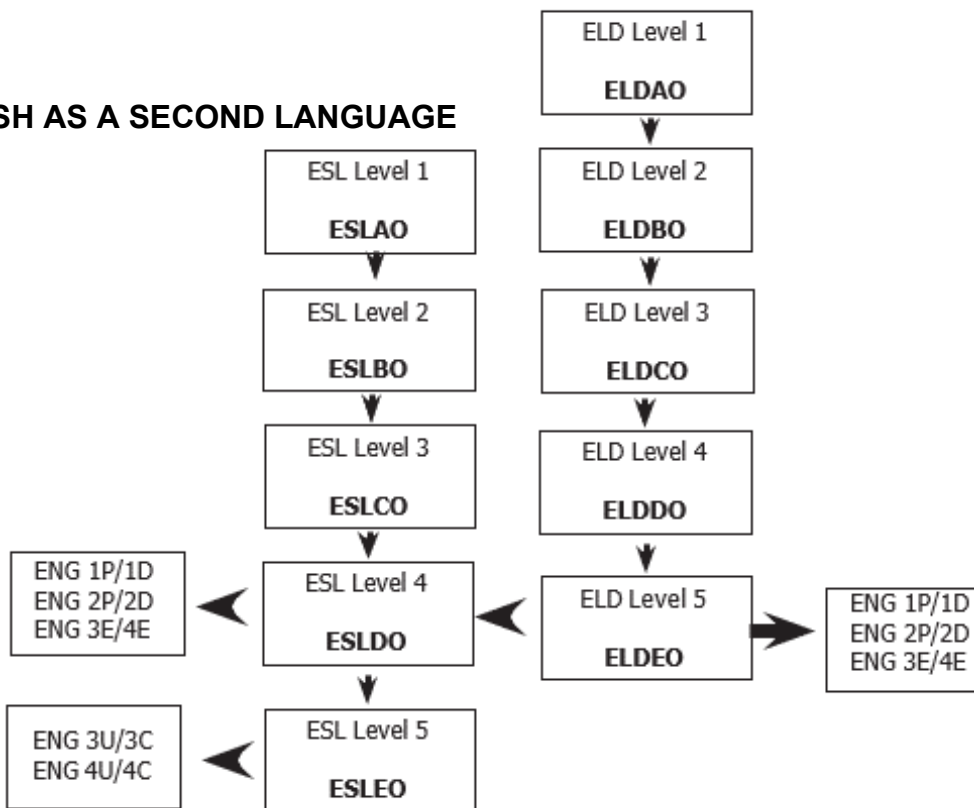 SH AS A SECOND LANGUAGE
ELD Level 1
ELDAO
ESL Level 1
ESLAO
ELD Level 2
ELDBO
ESL Level 2
ESLBO
ELD Level 3
ELDCO
ESL Level 3
ESLCO
ELD Level 4
ELDDO
ENG 1P/1D
ENG 2P/2D
ENG 3E/4E
ESL Level 4
ESLDO
ELD Level 5
ELDEO
ENG 1P/1D
ENG 2P/2D
ENG 3E/4E
ENG 3U/3C
ENG 4U/4C
ESL Level 5
ESLEO